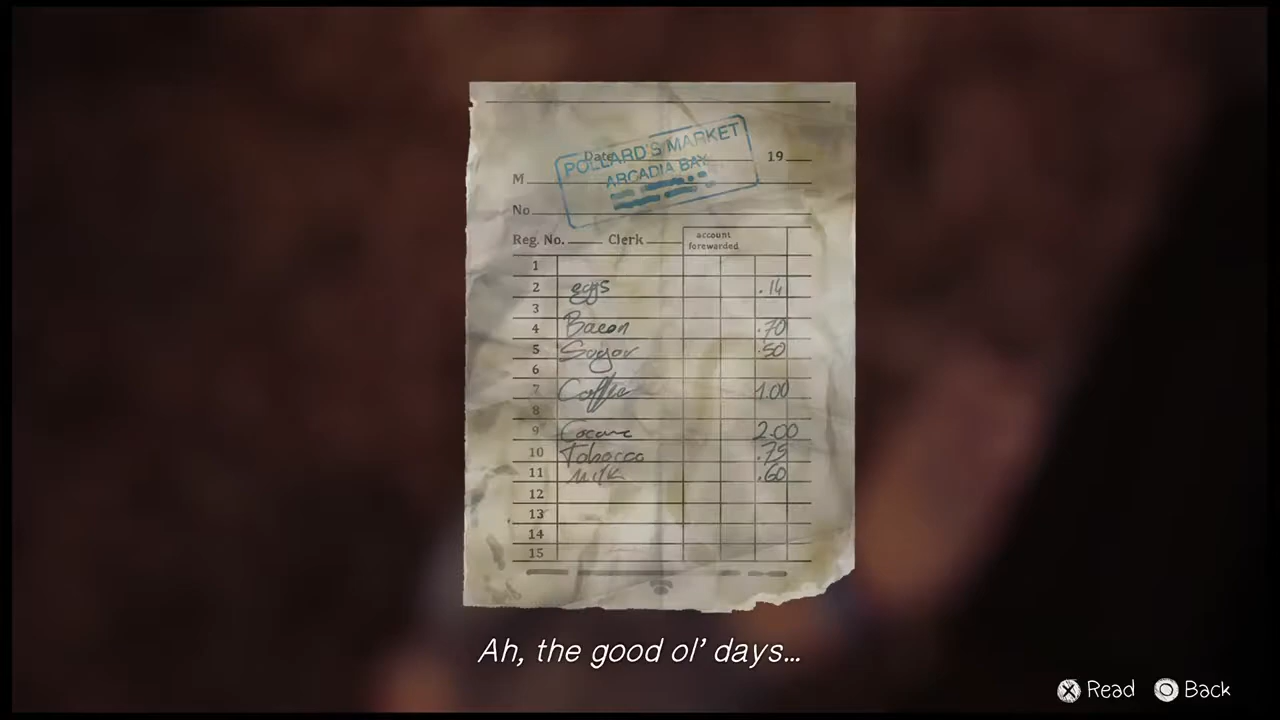 POLLARD'S MARKET
Date 19
ARCADIA BAY
M
No
Reg. No. Clerk account forewarded
1
2 eggs .14
3
4 Bacon .70
5 Sugar .50
6
7 Coffee 1.00
8
9 Cocane 2.00
10 Tobacco .75
11 Milk .60
12
13
14
15
Ah, the good ol' days...
Read Back